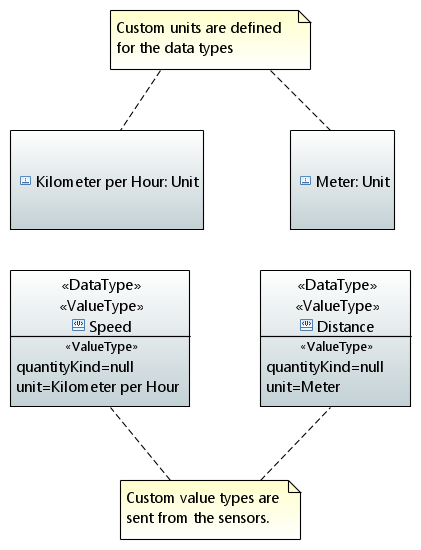 Custom units are defined
for the data types
Kilometer per Hour: Unit
Meter: Unit
«DataType»
«ValueType»
Speed
«ValueType»
quantityKind=null
unit=Kilometer per Hour
«DataType»
«ValueType»
Distance
«ValueType»
quantityKind=null
unit=Meter
Custom value types are
sent from the sensors.